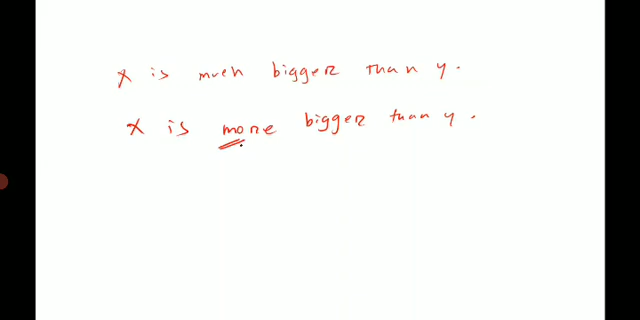 X is much bigger than y.
X is more bigger than y.